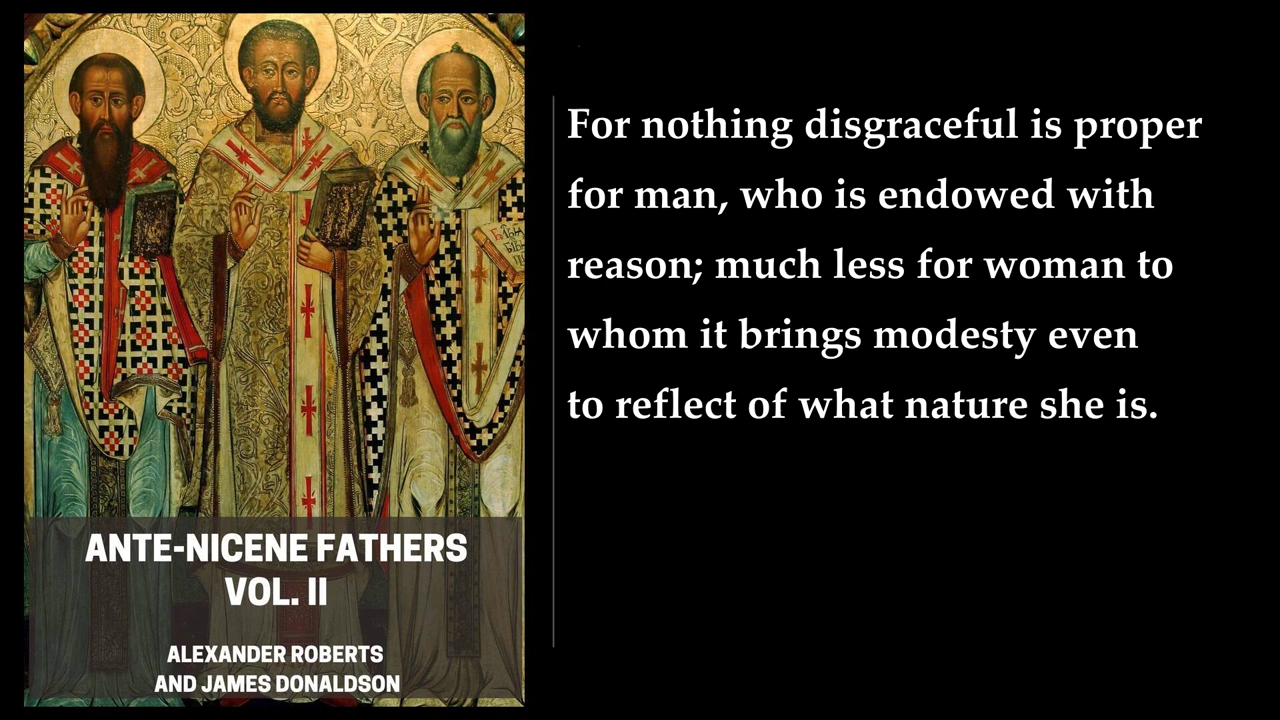 ANTE-NICENE FATHERS
VOL. II
ALEXANDER ROBERTS
AND JAMES DONALDSON
For nothing disgraceful is proper
for man, who is endowed with
reason; much less for woman to
whom it brings modesty even
to reflect of what nature she is.